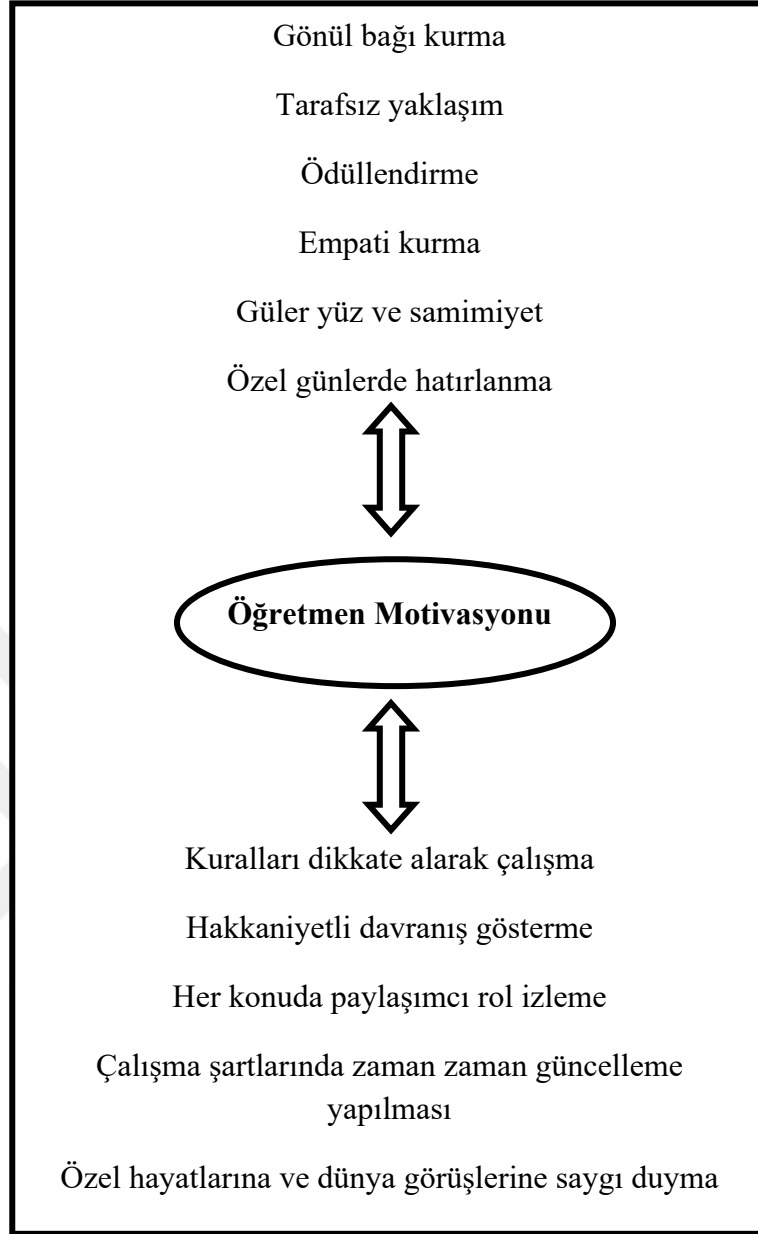 Gönül bağı kurma
Tarafsız yaklaşım
Ödüllendirme
Empati kurma
Güler yüz ve samimiyet
Özel günlerde hatırlanma
Öğretmen Motivasyonu
Kuralları dikkate alarak çalışma
Hakkaniyetli davranış gösterme
Her konuda paylaşımcı rol izleme
Çalışma şartlarında zaman zaman güncelleme
yapılması
Özel hayatlarına ve dünya görüşlerine saygı duyma